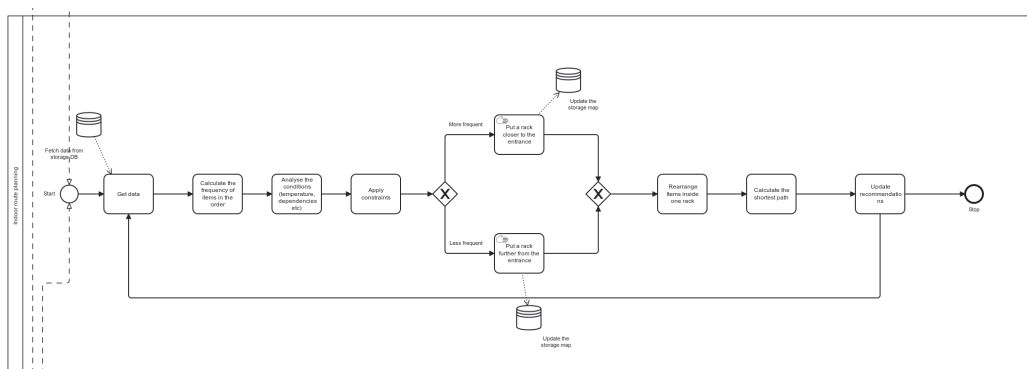 Indoor route planning
Fetch data from
storage DB
Start
Get data
Calculate the
frequency of
items in the
order
Analyse the
conditions
(temperature,
dependencies
etc)
Apply
constraints
X
More frequent
Put a rack
closer to the
entrance
Update the
storage map
Less frequent
Put a rack
further from the
entrance
Update the
storage map
X
Rearrange
items inside
one rack
Calculate the
shortest path
Update
recommendatio
ns
Stop